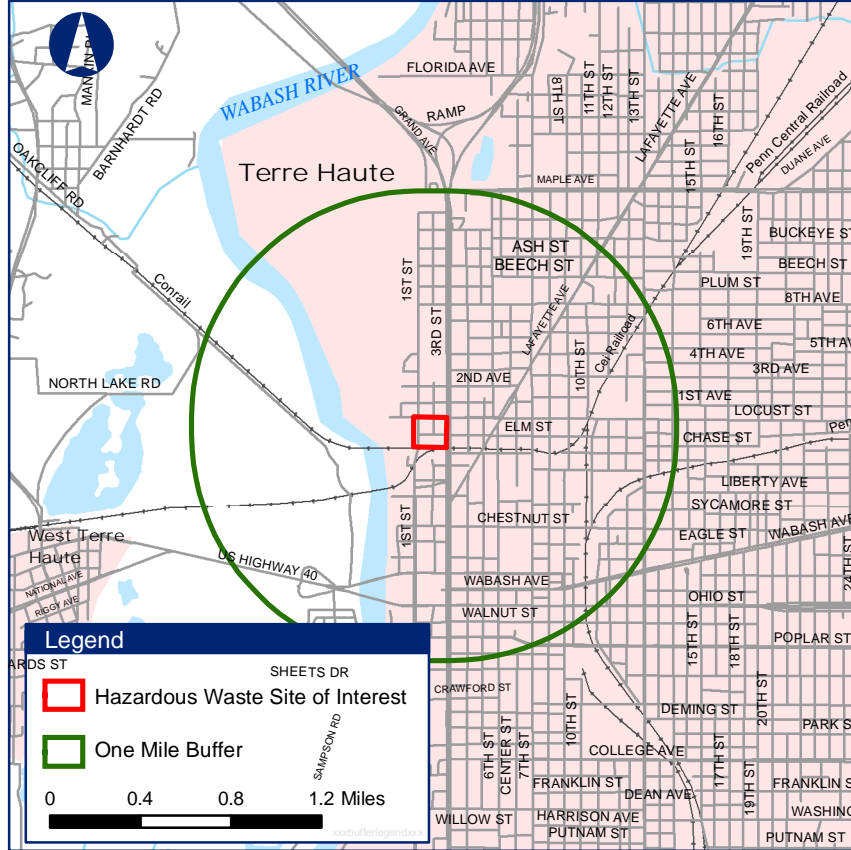 MANKIN PL
BARNHARDT RD
OAKCLIFF RD
WABASH RIVER
FLORIDA AVE
RAMP
GRAND AVE
8TH ST
11TH ST
12TH ST
13TH ST
LAFAYETTE AVE
16TH ST
15TH ST
Penn Central Railroad
DUANE AVE
Terre Haute
MAPLE AVE
19TH ST
BUCKEYE ST
ASH ST
BEECH ST
BEECH ST
1ST ST
Conrail
PLUM ST
8TH AVE
3RD ST
LAFAYETTE AVE
Cei Railroad
6TH AVE
5TH AV
4TH AVE
3RD AVE
10TH ST
NORTH LAKE RD
2ND AVE
1ST AVE
LOCUST ST
ELM ST
CHASE ST
Pen
LIBERTY AVE
SYCAMORE ST
1ST ST
CHESTNUT ST
EAGLE ST
WABASH AVE
West Terre
Haute
24TH ST
US HIGHWAY 40
NATIONAL AVE
RIGGY AVE
WABASH AVE
OHIO ST
WALNUT ST
15TH ST
18TH ST
POPLAR ST
Legend
ARDS ST
SHEETS DR
Hazardous Waste Site of Interest
CRAWFORD ST
10TH ST
DEMING ST
20TH ST
PARK S
SAMPSON RD
One Mile Buffer
6TH ST
CENTER ST
7TH ST
COLLEGE AVE
17TH ST
19TH ST
FRANKLIN ST
DEAN AVE
FRANKLIN S
0 0.4 0.8 1.2 Miles
WILLOW ST
HARRISON AVE
WASHING
xxxbufferlegendxxx
PUTNAM ST
PUTNAM ST